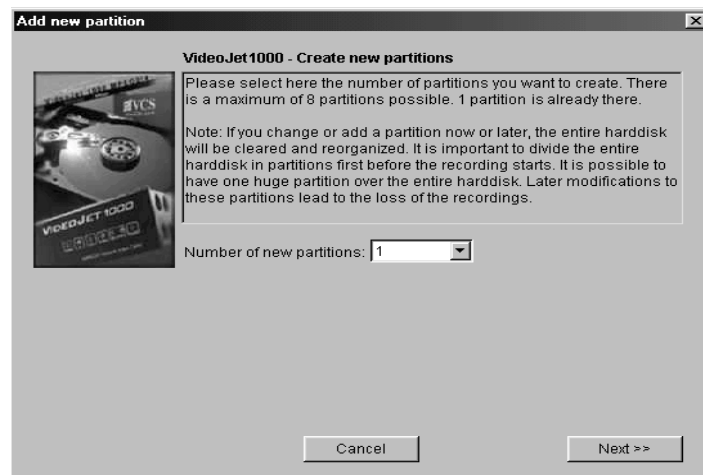 Add new partition
VideoJet1000 - Create new partitions
Please select here the number of partitions you want to create. There
is a maximum of 8 partitions possible. 1 partition is already there.
Note: If you change or add a partition now or later, the entire harddisk
will be cleared and reorganized. It is important to divide the entire
harddisk in partitions first before the recording starts. It is possible to
have one huge partition over the entire harddisk. Later modifications to
these partitions lead to the loss of the recordings.
VCS
VIDEOJET 1000
Number of new partitions: 1
Cancel
Next >>